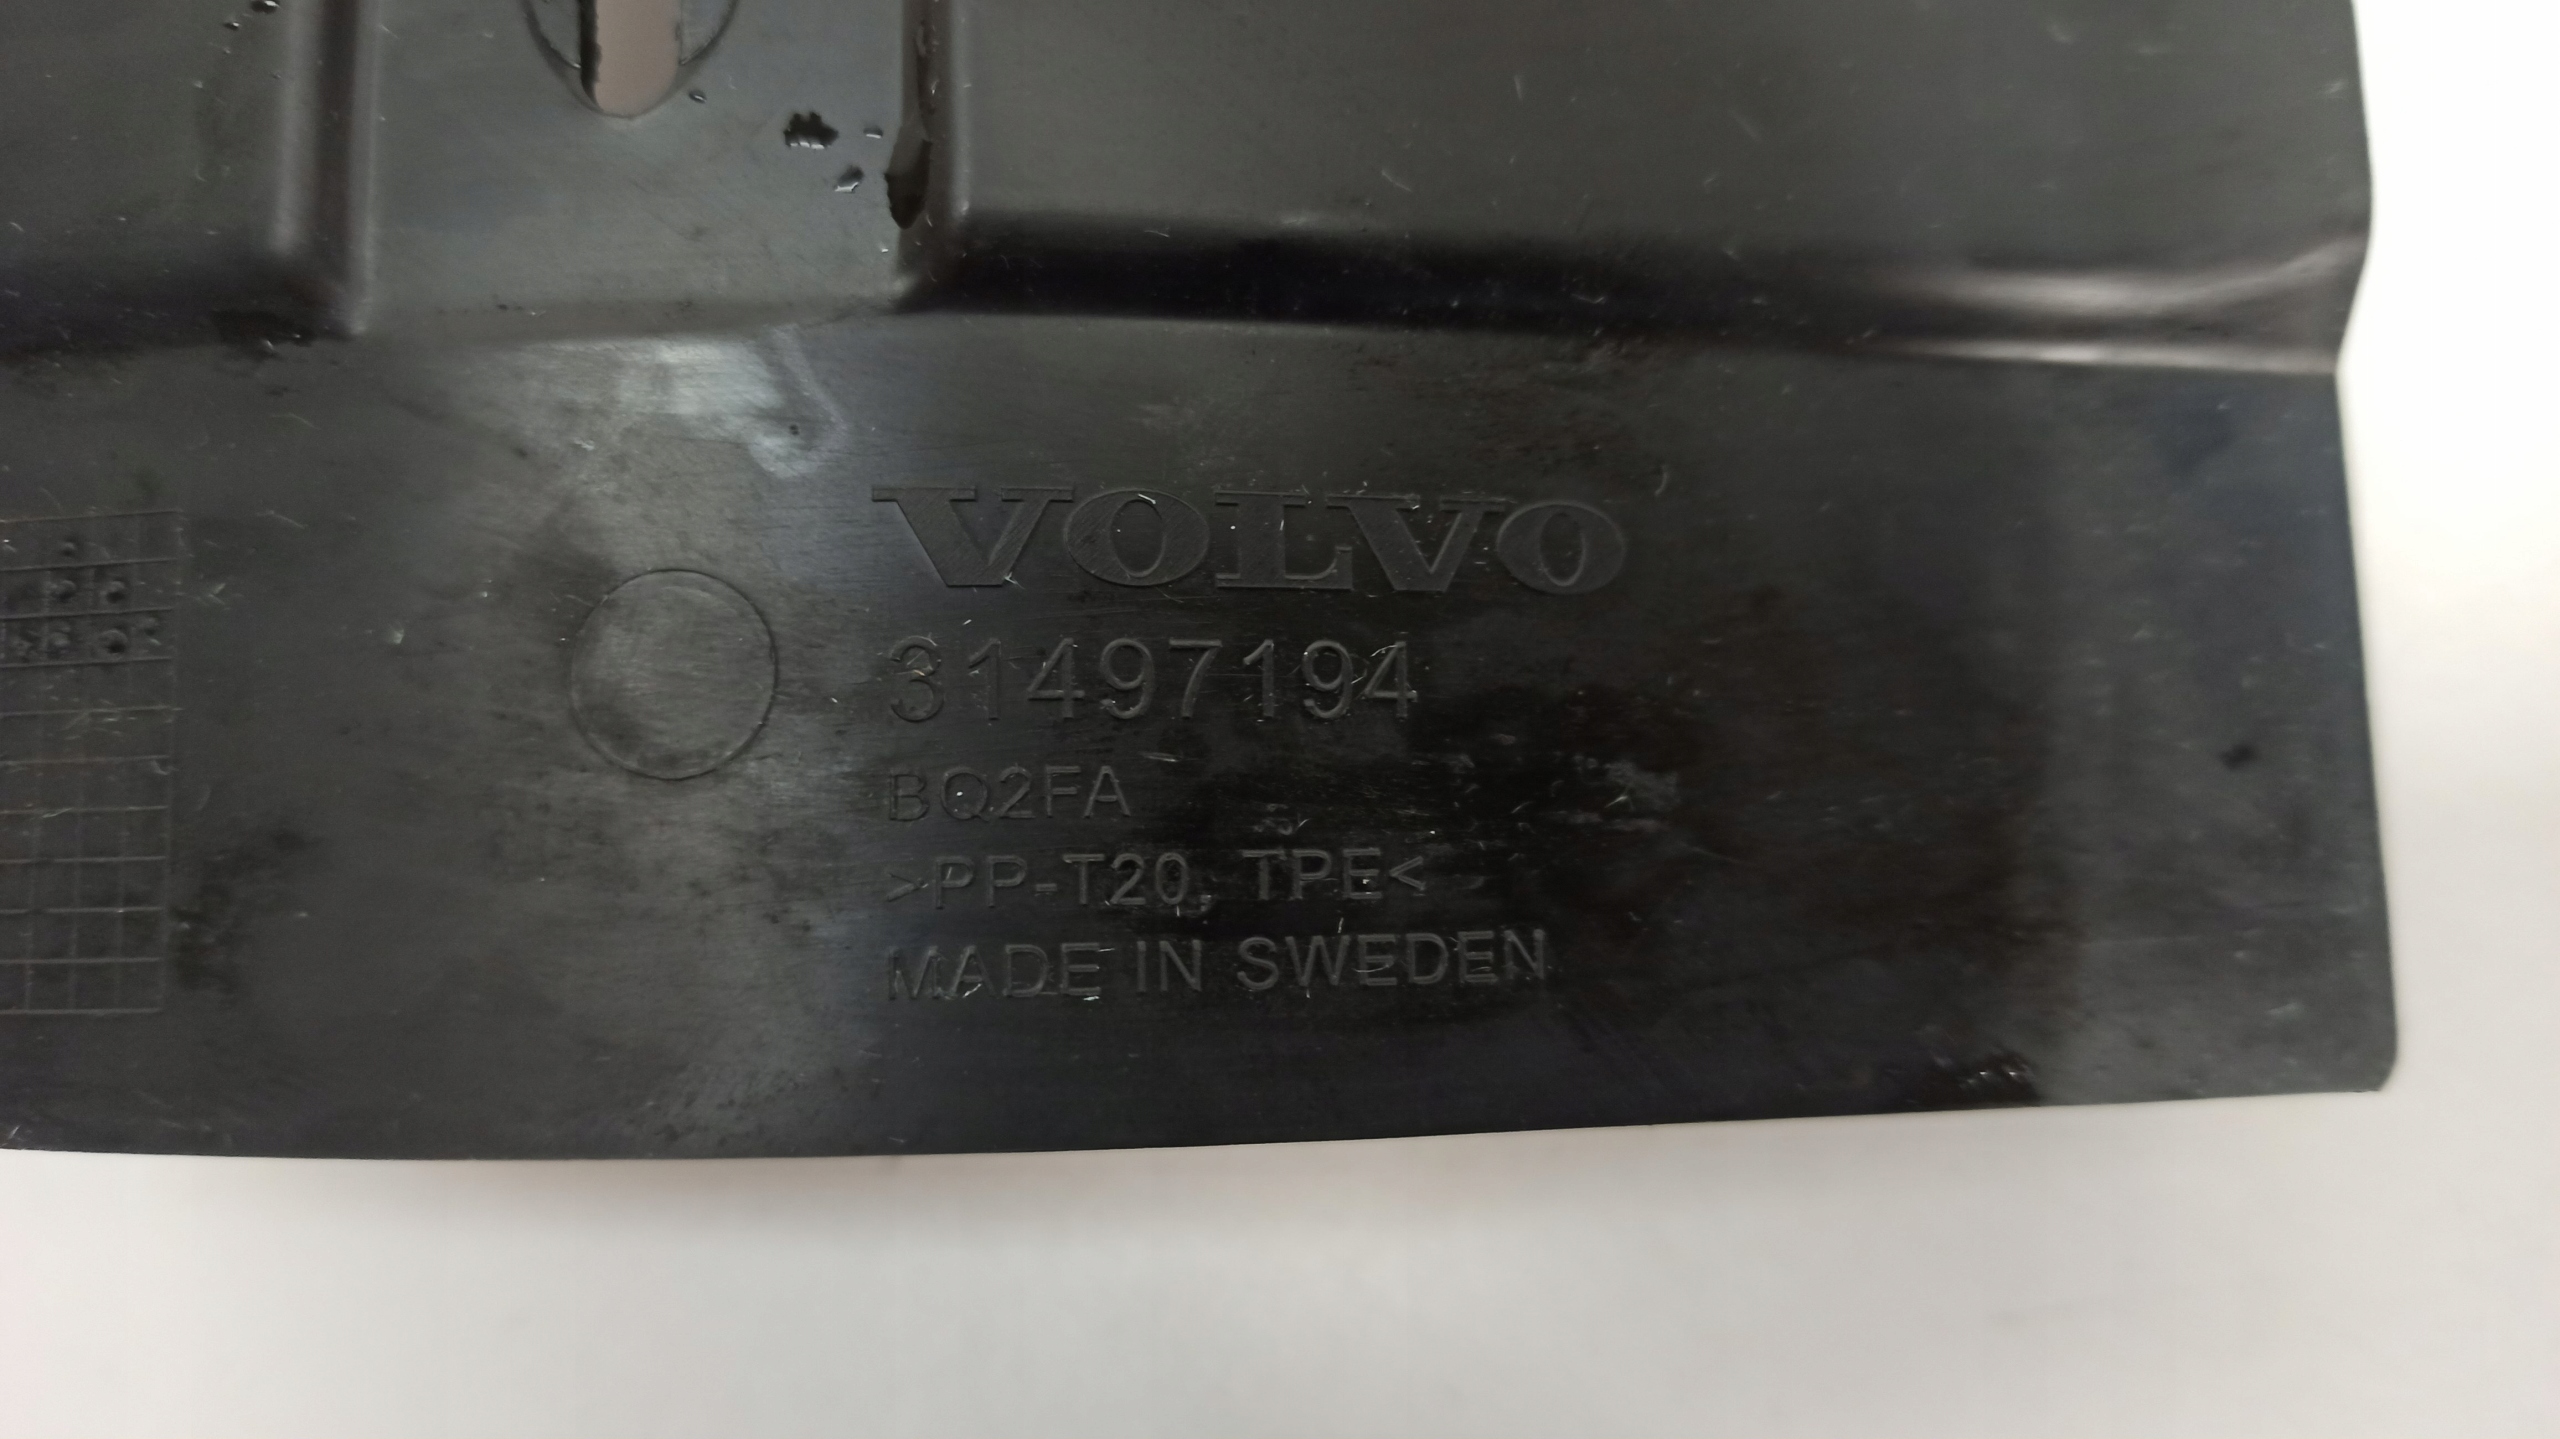 VOLVO
31497194
BQ2FA
>PP-T20, TPE<
MADE IN SWEDEN